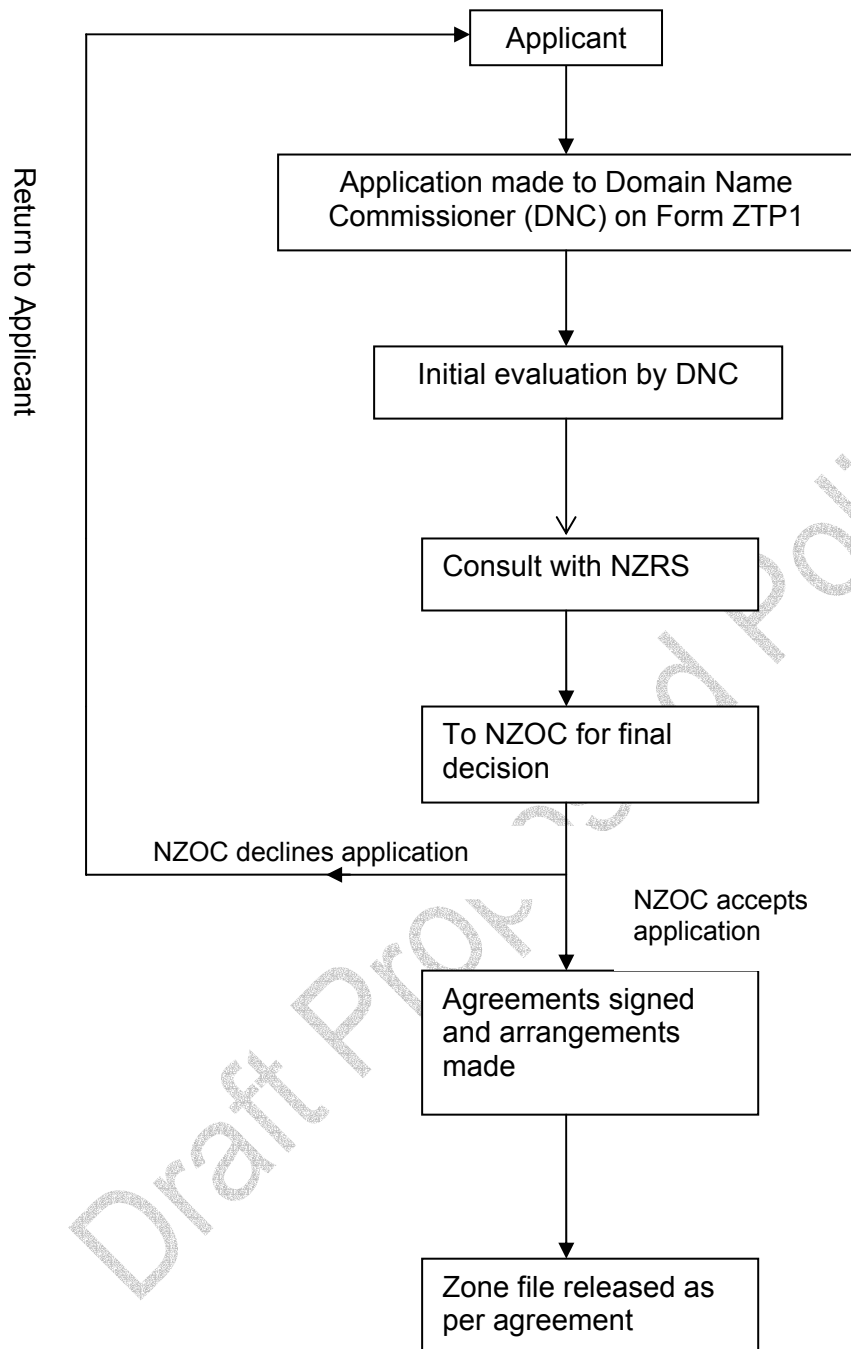 Applicant
Application made to Domain Name
Commissioner (DNC) on Form ZTP1
Return to Applicant
Initial evaluation by DNC
Consult with NZRS
To NZOC for final
decision
NZOC declines application
NZOC accepts
application
Agreements signed
and arrangements
made
Zone file released as
per agreement
Draft